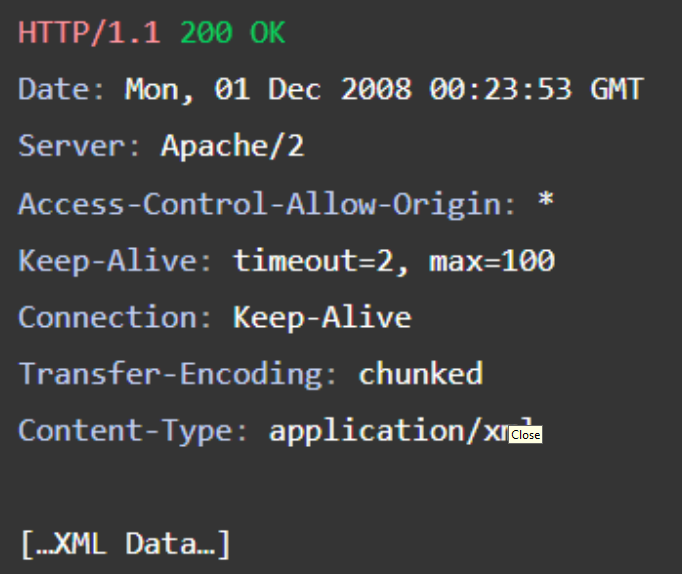 HTTP/1.1 200 OK
Date: Mon, 01 Dec 2008 00:23:53 GMT
Server: Apache/2
Access-Control-Allow-Origin: *
Keep-Alive: timeout=2, max=100
Connection: Keep-Alive
Transfer-Encoding: chunked
Content-Type: application/xml
Close
[…XML Data…]